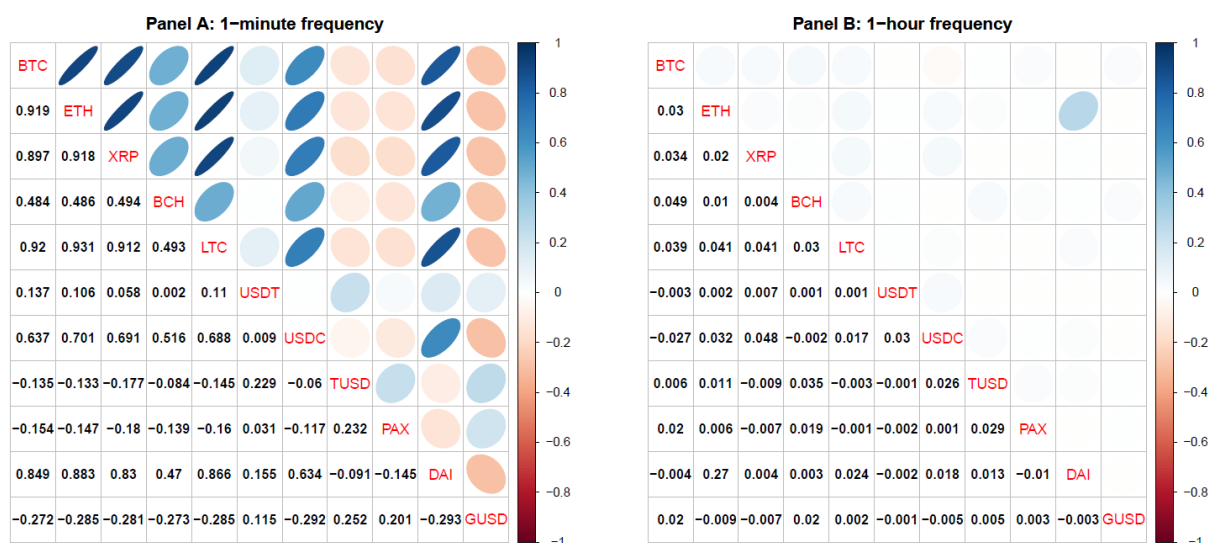 Panel A: 1−minute frequency
BTC
0.919 ETH
0.897 0.918 XRP
0.484 0.486 0.494 BCH
0.92 0.931 0.912 0.493 LTC
0.137 0.106 0.058 0.002 0.11 USDT
0.637 0.701 0.691 0.516 0.688 0.009 USDC
−0.135 −0.133 −0.177 −0.084 −0.145 0.229 −0.06 TUSD
−0.154 −0.147 −0.18 −0.139 −0.16 0.031 −0.117 0.232 PAX
0.849 0.883 0.83 0.47 0.866 0.155 0.634 −0.091 −0.145 DAI
−0.272 −0.285 −0.281 −0.273 −0.285 0.115 −0.292 0.252 0.201 −0.293 GUSD
1
0.8
0.6
0.4
0.2
0
−0.2
−0.4
−0.6
−0.8
−1
Panel B: 1−hour frequency
BTC
0.03 ETH
0.034 0.02 XRP
0.049 0.01 0.004 BCH
0.039 0.041 0.041 0.03 LTC
−0.003 0.002 0.007 0.001 0.001 USDT
−0.027 0.032 0.048 −0.002 0.017 0.03 USDC
0.006 0.011 −0.009 0.035 −0.003 −0.001 0.026 TUSD
0.02 0.006 −0.007 0.019 −0.001 −0.002 0.001 0.029 PAX
−0.004 0.27 0.004 0.003 0.024 −0.002 0.018 0.013 −0.01 DAI
0.02 −0.009 −0.007 0.02 0.002 −0.001 −0.005 0.005 0.003 −0.003 GUSD
1
0.8
0.6
0.4
0.2
0
−0.2
−0.4
−0.6
−0.8
−1